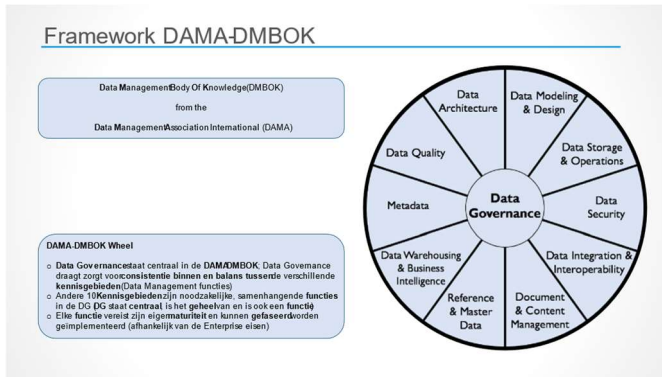 Framework DAMA-DMBOK
Data Management Body Of Knowledge (DMBOK)
from the
Data Management Association International (DAMA)
DAMA-DMBOK Wheel
o Data Governance staat centraal in de DAMA-DMBOK; Data Governance
draagt zorg voor consistentie binnen en balans tussen de verschillende
kennisgebieden (Data Management functies)
o Andere 10 Kennisgebieden zijn noodzakelijke, samenhangende functies
in de DG (DG staat centraal, is het geheel van en is ook een functie)
o Elke functie vereist zijn eigen maturiteit en kunnen gefaseerd worden
geïmplementeerd (afhankelijk van de Enterprise eisen)
Data
Architecture
Data Modeling
& Design
Data Storage
& Operations
Data
Security
Data Integration &
Interoperability
Document
& Content
Management
Reference
& Master
Data
Data Warehousing
& Business
Intelligence
Metadata
Data Quality
Data
Governance